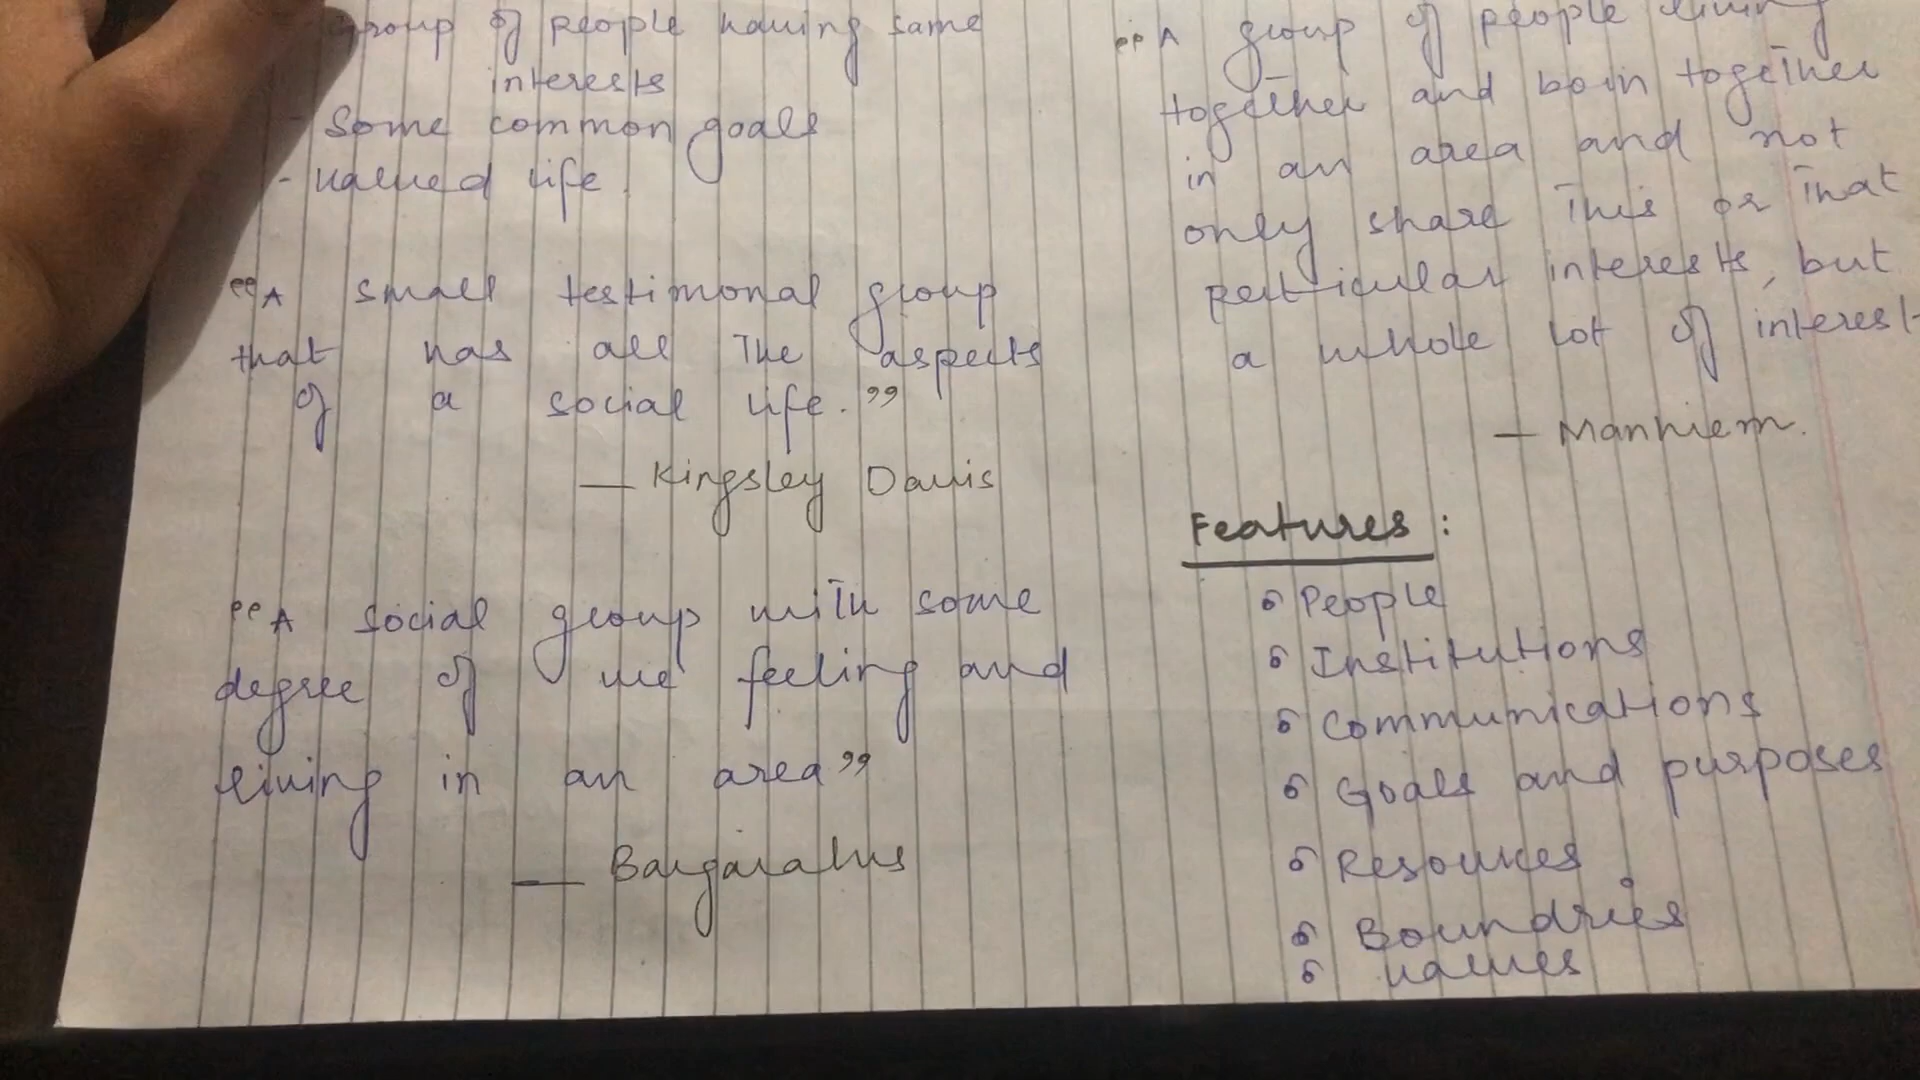 group of people having same
interests
- Some common goals
- valued life.
“A small testimonal group
that has all the aspects
of a social life.”
— Kingsley Davis
“A social group with some
degree of we feeling and
living in an area”
— Bargaratus
“A group of people living
together and born together
in an area and not
only share this or that
perticular interests, but
a whole lot of interest
— Manhiem.
Features :
People
Institutions
Communications
Goals and purposes
Resources
Boundries
values